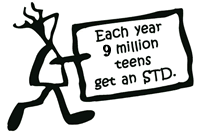 Each year
9 million
teens
get an STD.